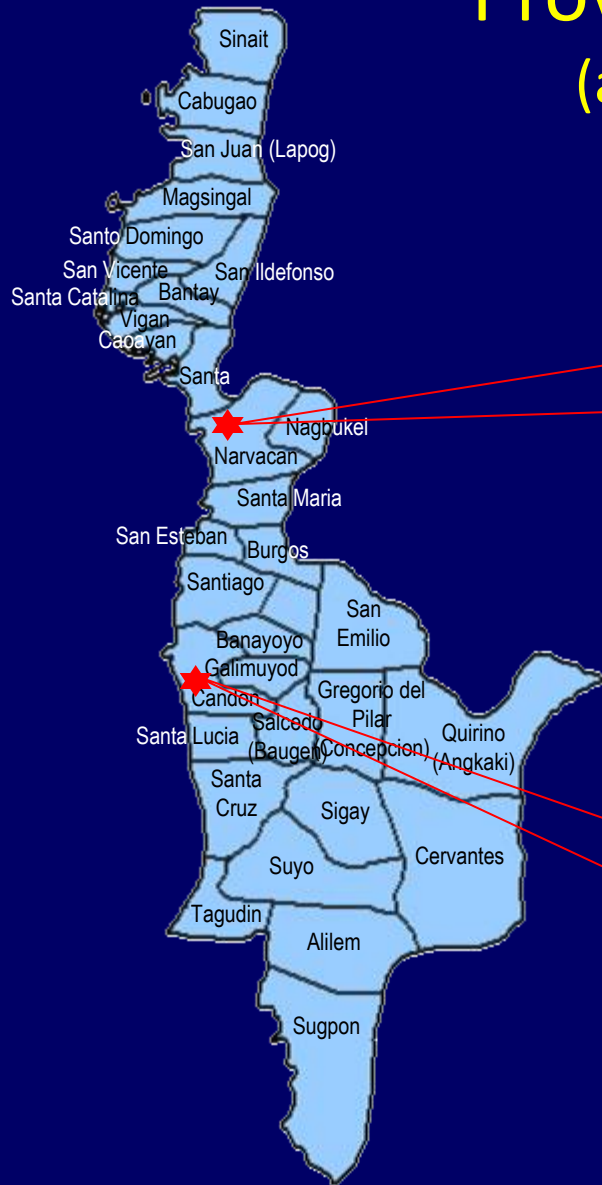 Sinait
Cabugao
San Juan (Lapog)
Magsingal
Santo Domingo
San Vicente
San Ildefonso
Santa Catalina
Bantay
Vigan
Caoayan
Santa
Nagbukel
Narvacan
Santa Maria
San Esteban
Burgos
Santiago
San
Emilio
Banayoyo
Galimuyod
Candon
Gregorio del
Pilar
(Concepcion)
Quirino
(Angkaki)
Santa Lucia
Salcedo
(Baugen)
Santa
Cruz
Sigay
Cervantes
Suyo
Tagudin
Alilem
Sugpon